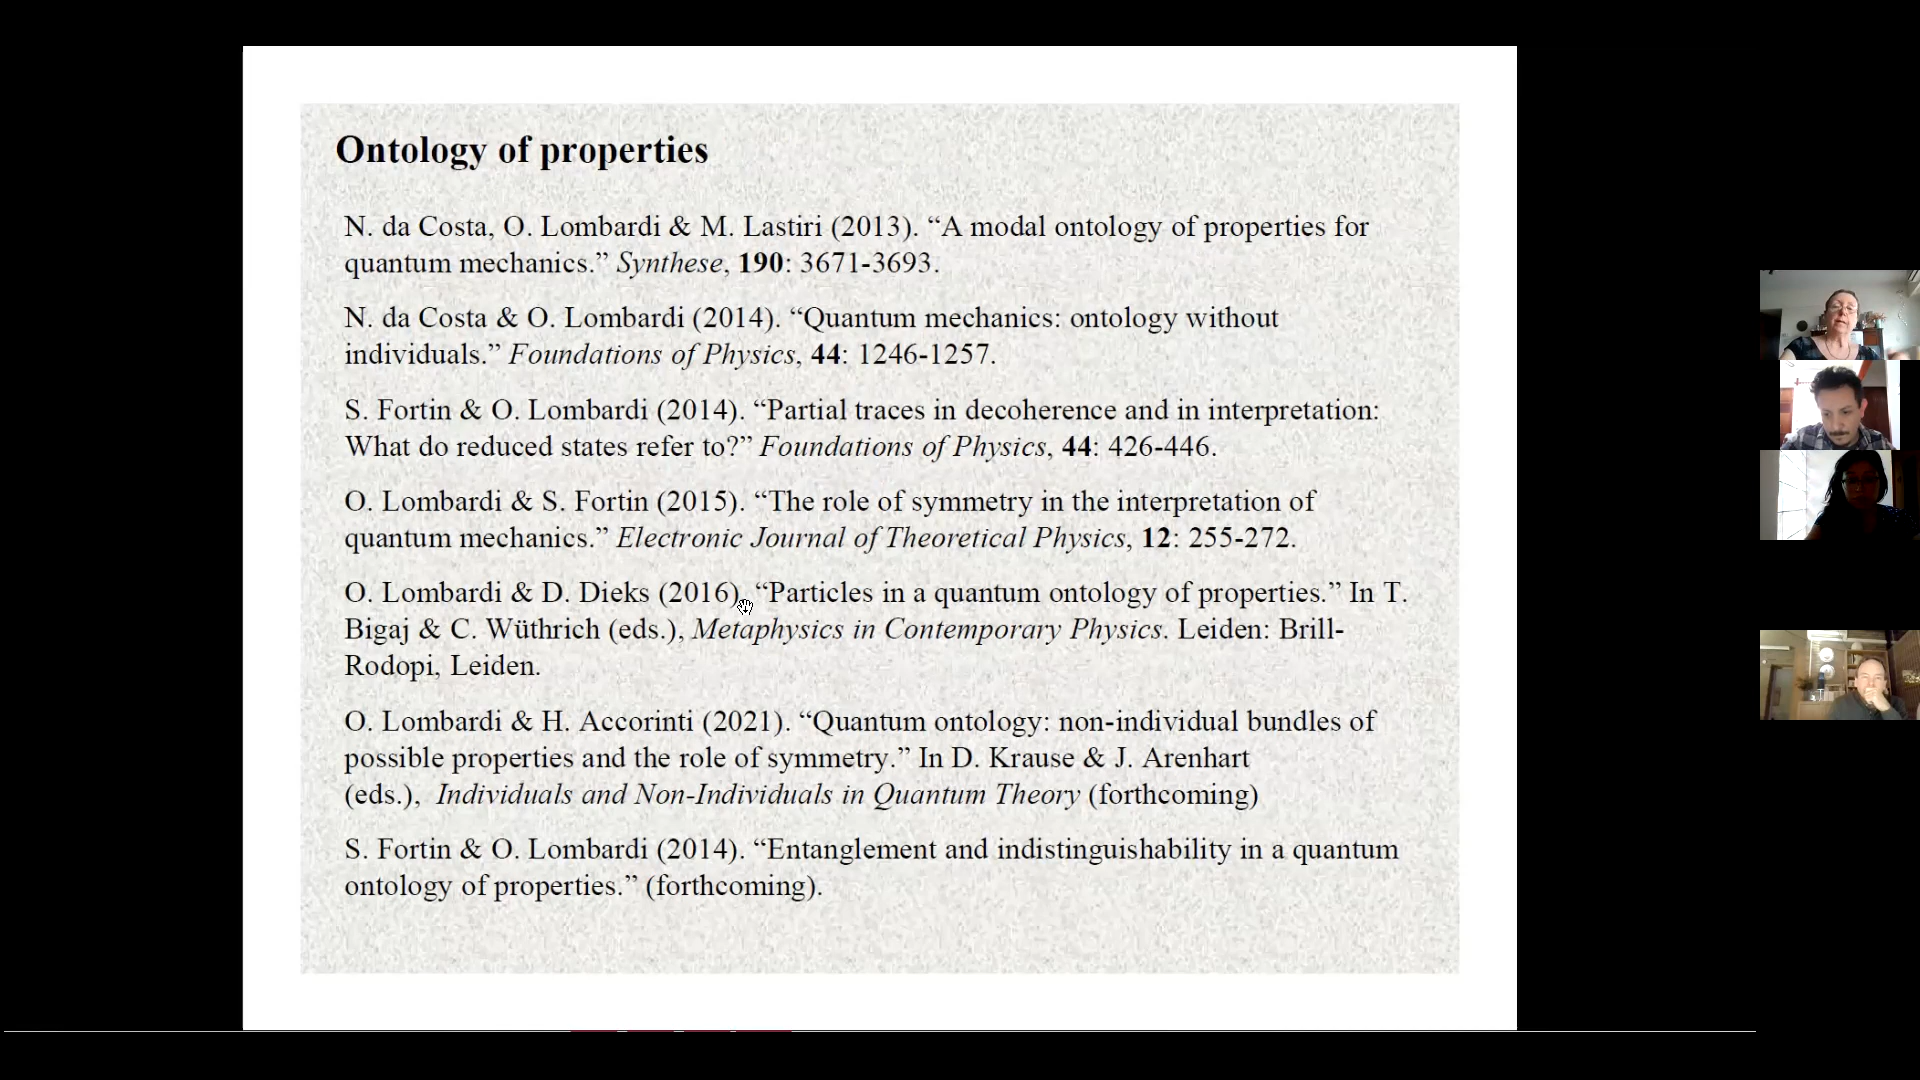 Ontology of properties
N. da Costa, O. Lombardi & M. Lastiri (2013). “A modal ontology of properties for
quantum mechanics.” Synthese, 190: 3671-3693.
N. da Costa & O. Lombardi (2014). “Quantum mechanics: ontology without
individuals.” Foundations of Physics, 44: 1246-1257.
S. Fortin & O. Lombardi (2014). “Partial traces in decoherence and in interpretation:
What do reduced states refer to?” Foundations of Physics, 44: 426-446.
O. Lombardi & S. Fortin (2015). “The role of symmetry in the interpretation of
quantum mechanics.” Electronic Journal of Theoretical Physics, 12: 255-272.
O. Lombardi & D. Dieks (2016). “Particles in a quantum ontology of properties.” In T.
Bigaj & C. Wüthrich (eds.), Metaphysics in Contemporary Physics. Leiden: Brill-
Rodopi, Leiden.
O. Lombardi & H. Accorinti (2021). “Quantum ontology: non-individual bundles of
possible properties and the role of symmetry.” In D. Krause & J. Arenhart
(eds.), Individuals and Non-Individuals in Quantum Theory (forthcoming)
S. Fortin & O. Lombardi (2014). “Entanglement and indistinguishability in a quantum
ontology of properties.” (forthcoming).